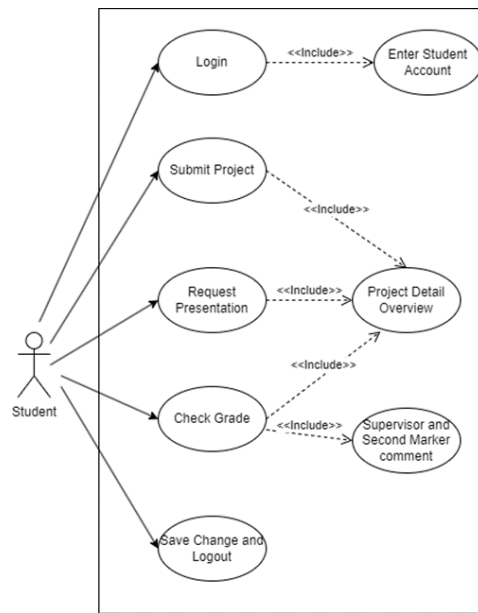 Login
<<Include>>
Enter Student
Account
Submit Project
<<Include>>
Request
Presentation
<<Include>>
Project Detail
Overview
<<Include>>
Student
Check Grade
<<Include>>
Supervisor and
Second Marker
comment
Save Change and
Logout